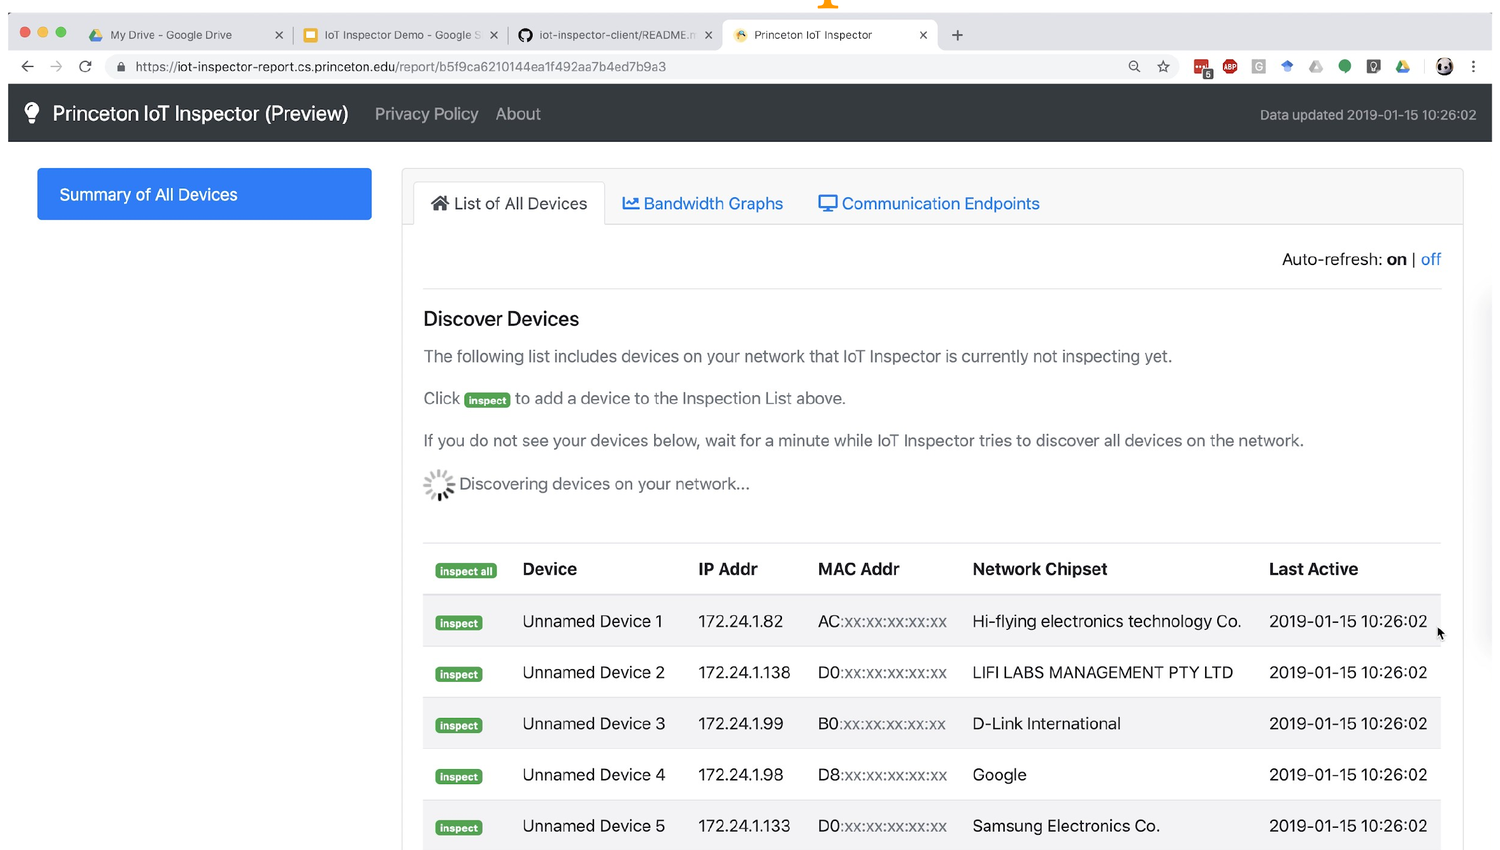 My Drive - Google Drive
IoT Inspector Demo - Google S
iot-inspector-client/README.m
Princeton IoT Inspector
https://iot-inspector-report.cs.princeton.edu/report/b5f9ca6210144ea1f492aa7b4ed7b9a3
5
ABP
G
Princeton IoT Inspector (Preview)
Privacy Policy
About
Data updated 2019-01-15 10:26:02
Summary of All Devices
List of All Devices
Bandwidth Graphs
Communication Endpoints
Auto-refresh: on | off
Discover Devices
The following list includes devices on your network that IoT Inspector is currently not inspecting yet.
Click inspect to add a device to the Inspection List above.
If you do not see your devices below, wait for a minute while IoT Inspector tries to discover all devices on the network.
Discovering devices on your network...
inspect all Device IP Addr MAC Addr Network Chipset Last Active
inspect Unnamed Device 1 172.24.1.82 AC:xx:xx:xx:xx:xx Hi-flying electronics technology Co. 2019-01-15 10:26:02
inspect Unnamed Device 2 172.24.1.138 D0:xx:xx:xx:xx:xx LIFI LABS MANAGEMENT PTY LTD 2019-01-15 10:26:02
inspect Unnamed Device 3 172.24.1.99 B0:xx:xx:xx:xx:xx D-Link International 2019-01-15 10:26:02
inspect Unnamed Device 4 172.24.1.98 D8:xx:xx:xx:xx:xx Google 2019-01-15 10:26:02
inspect Unnamed Device 5 172.24.1.133 D0:xx:xx:xx:xx:xx Samsung Electronics Co. 2019-01-15 10:26:02